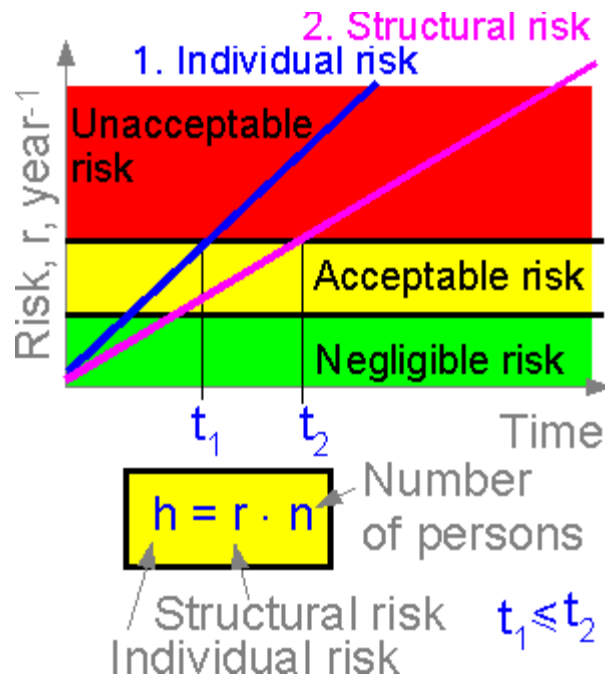 2. Structural risk
1. Individual risk
Unacceptable
risk
Risk, r, year⁻¹
Acceptable risk
Negligible risk
t₁
t₂
Time
h = r · n
Number
of persons
Structural risk
Individual risk
t₁ ⩽ t₂